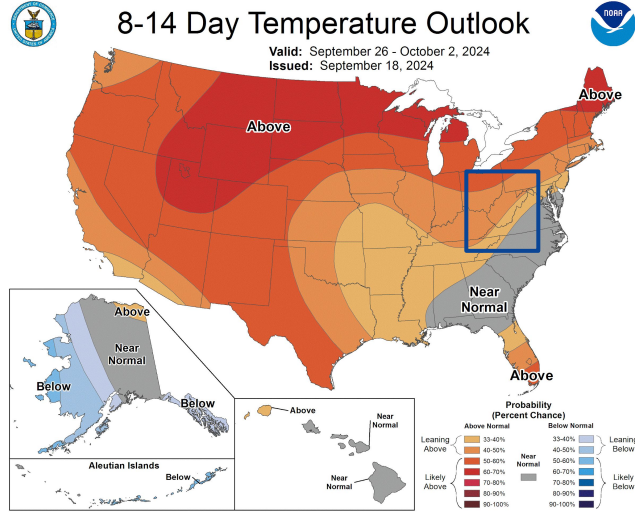 8-14 Day Temperature Outlook
NOAA
Valid: September 26 - October 2, 2024
Issued: September 18, 2024
Above
Above
Near
Normal
Above
Above
Near
Normal
Below
Below
Aleutian Islands
Below
Above
Near
Normal
Near
Normal
Probability
(Percent Chance)
Above Normal
Below Normal
Leaning
Above
33-40%
40-50%
Likely
Above
50-60%
60-70%
70-80%
80-90%
90-100%
Near
Normal
33-40%
40-50%
Leaning
Below
50-60%
60-70%
70-80%
80-90%
90-100%
Likely
Below